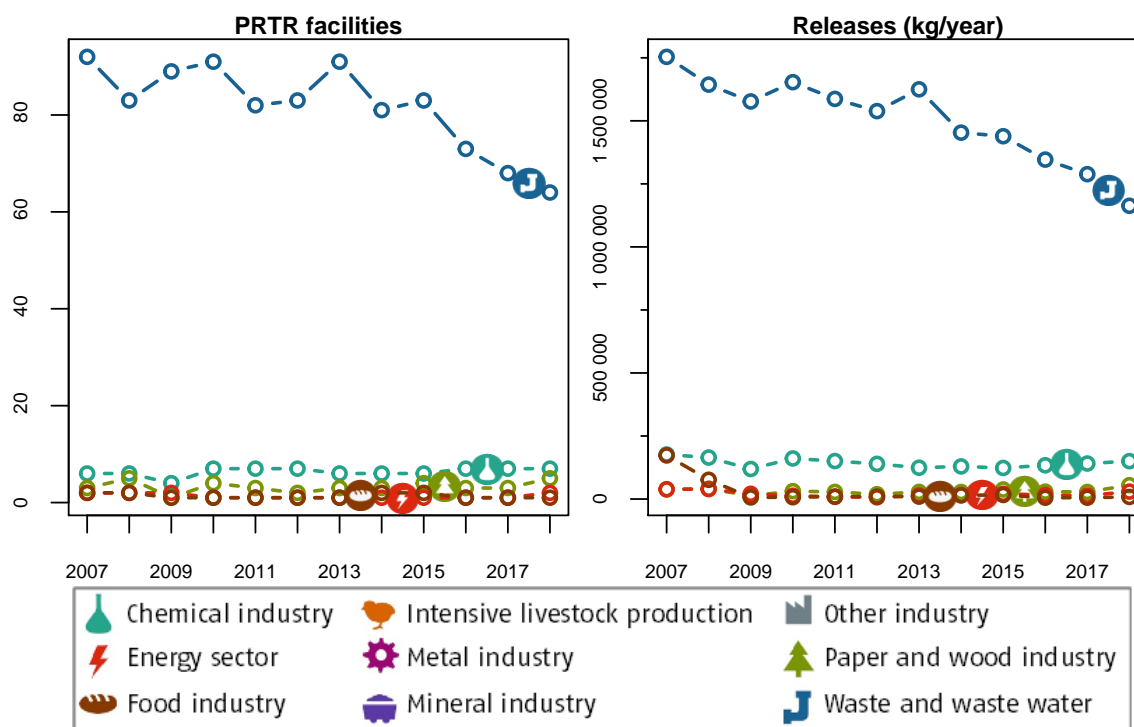 PRTR facilities
Releases (kg/year)
80
60
40
20
0
1 500 000
1 000 000
500 000
0
2007 2009 2011 2013 2015 2017
2007 2009 2011 2013 2015 2017
Chemical industry Intensive livestock production Other industry
Energy sector Metal industry Paper and wood industry
Food industry Mineral industry Waste and waste water